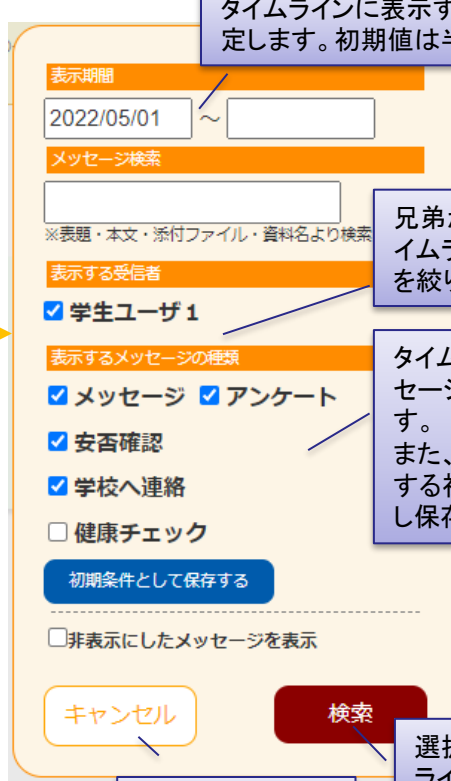 タイムラインに表示す
定します。初期値は
表示期間
2022/05/01 ～
メッセージ検索
※表題・本文・添付ファイル・資料名より検索
兄弟
イムラ
を絞り
表示する受信者
学生ユーザ１
表示するメッセージの種類
メッセージ アンケート
安否確認
学校へ連絡
健康チェック
タイム
セージ
す。
また、
する初
し保存
初期条件として保存する
非表示にしたメッセージを表示
キャンセル
検索
選択
ライン